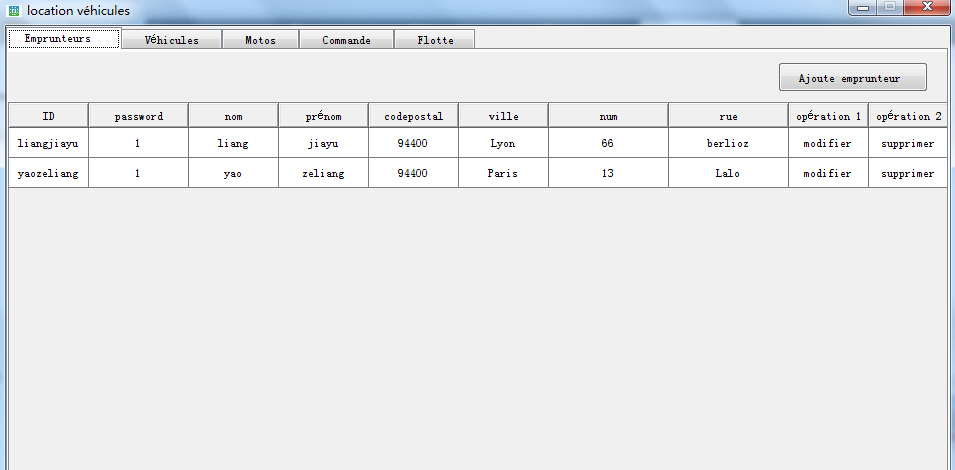 location véhicules
Emprunteurs Véhicules Motos Commande Flotte
Ajoute emprunteur
ID password nom prénom codepostal ville num rue opération 1 opération 2
liangjiayu 1 liang jiayu 94400 Lyon 66 berlioz modifier supprimer
yaozeliang 1 yao zeliang 94400 Paris 13 Lalo modifier supprimer